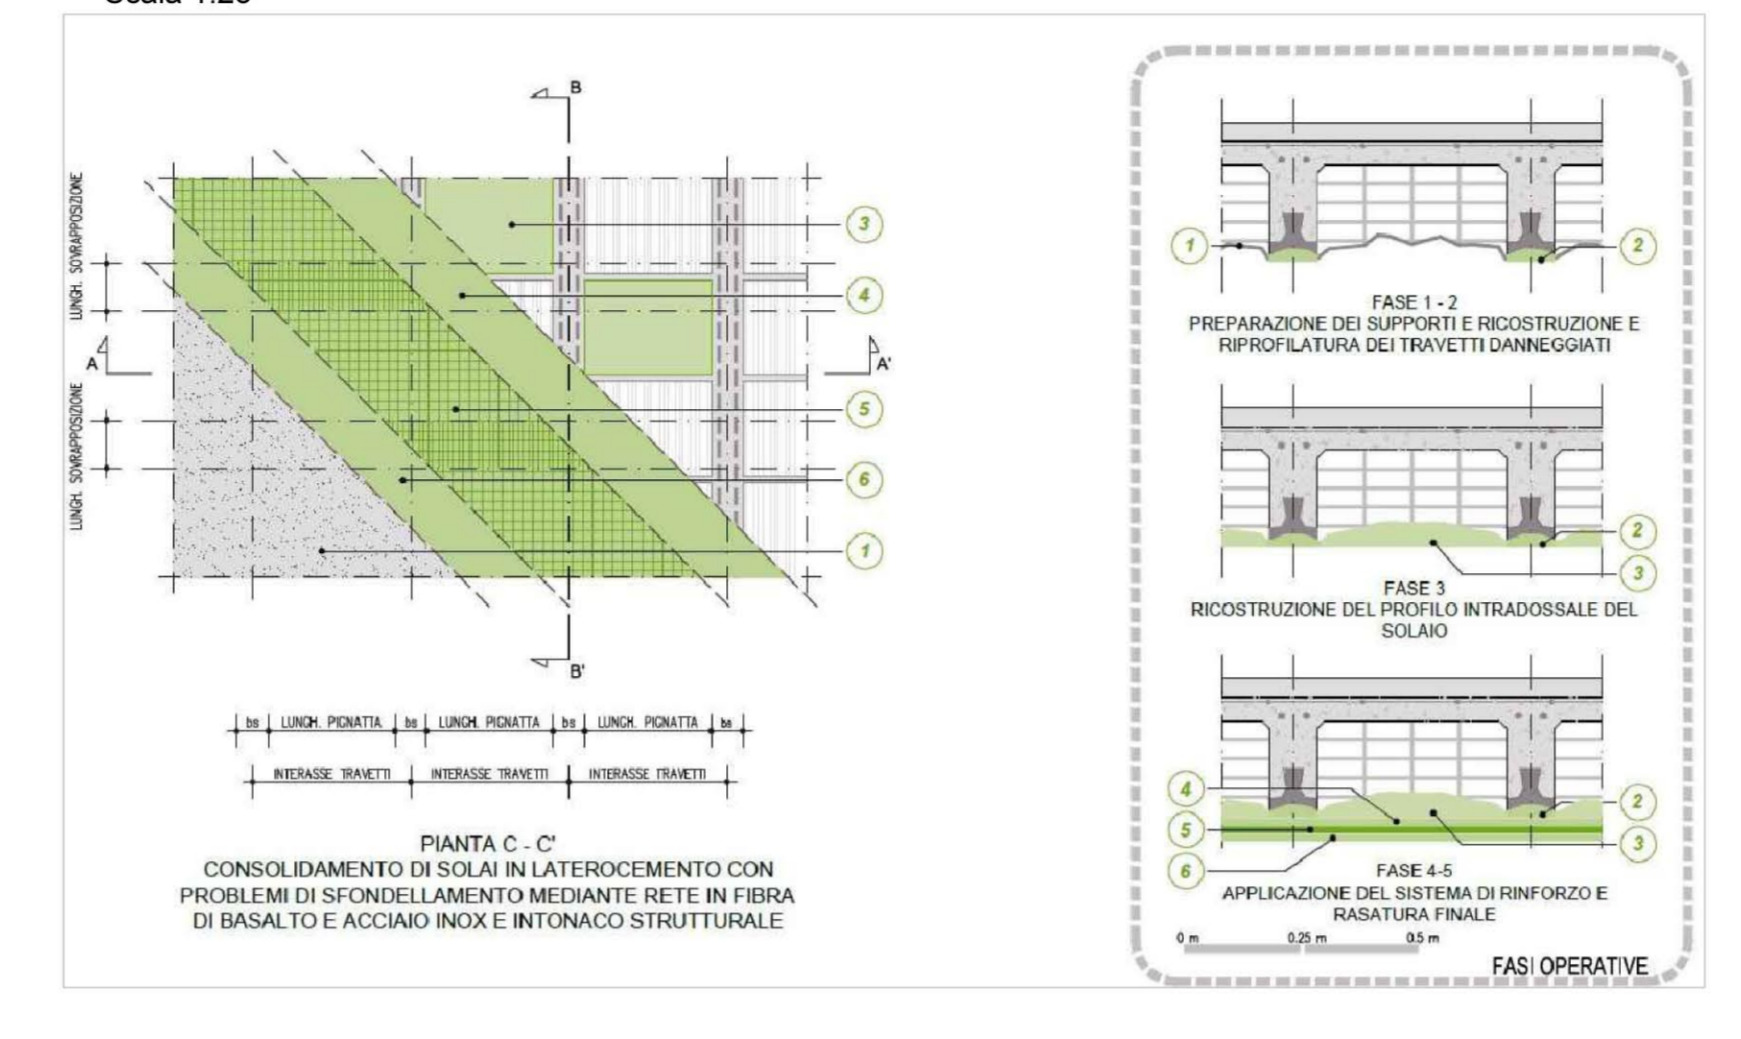 B
LUNGH. SOVRAPPOSIZIONE
3
4
A
A'
LUNGH. SOVRAPPOSIZIONE
5
6
1
B'
bs LUNGH. PIGNATTA bs LUNGH. PIGNATTA bs LUNGH. PIGNATTA bs
INTERASSE TRAVETTI INTERASSE TRAVETTI INTERASSE TRAVETTI
PIANTA C - C'
CONSOLIDAMENTO DI SOLAI IN LATEROCEMENTO CON
PROBLEMI DI SFONDELLAMENTO MEDIANTE RETE IN FIBRA
DI BASALTO E ACCIAIO INOX E INTONACO STRUTTURALE
1
2
FASE 1 - 2
PREPARAZIONE DEI SUPPORTI E RICOSTRUZIONE E
RIPROFILATURA DEI TRAVETTI DANNEGGIATI
2
3
FASE 3
RICOSTRUZIONE DEL PROFILO INTRADOSSALE DEL
SOLAIO
4
2
5
3
6
FASE 4-5
APPLICAZIONE DEL SISTEMA DI RINFORZO E
RASATURA FINALE
0 m 0.25 m 0.5 m
FASI OPERATIVE